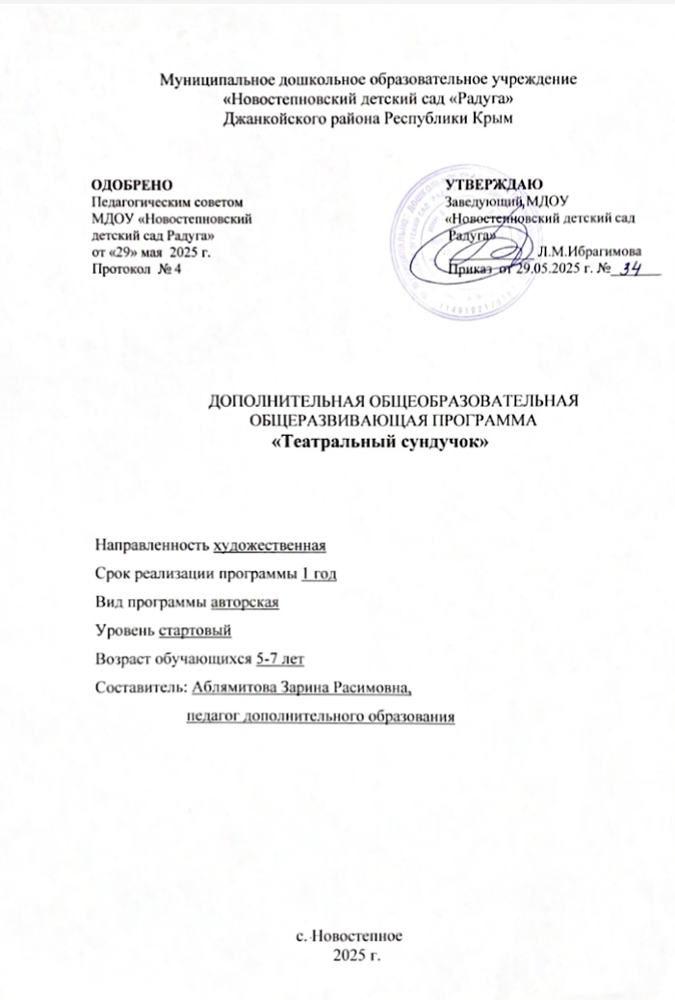 Муниципальное дошкольное образовательное учреждение
«Новостепновский детский сад «Радуга»
Джанкойского района Республики Крым
ОДОБРЕНО
Педагогическим советом
МДОУ «Новостепновский
детский сад Радуга»
от «29» мая 2025 г.
Протокол № 4
УТВЕРЖДАЮ
Заведующий МДОУ
«Новостепновский детский сад
Радуга»
Л.М.Ибрагимова
Приказ от 29.05.2025 г. № 34
ДОПОЛНИТЕЛЬНАЯ ОБЩЕОБРАЗОВАТЕЛЬНАЯ
ОБЩЕРАЗВИВАЮЩАЯ ПРОГРАММА
«Театральный сундучок»
Направленность художественная
Срок реализации программы 1 год
Вид программы авторская
Уровень стартовый
Возраст обучающихся 5-7 лет
Составитель: Аблямитова Зарина Расимовна,
педагог дополнительного образования
с. Новостепное
2025 г.